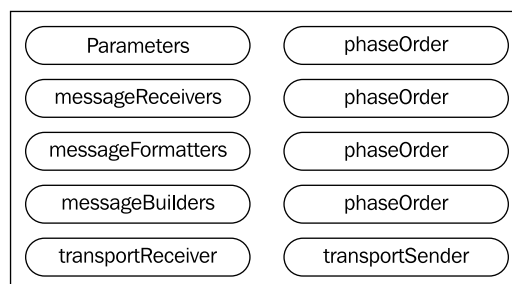 Parameters phaseOrder
messageReceivers phaseOrder
messageFormatters phaseOrder
messageBuilders phaseOrder
transportReceiver transportSender